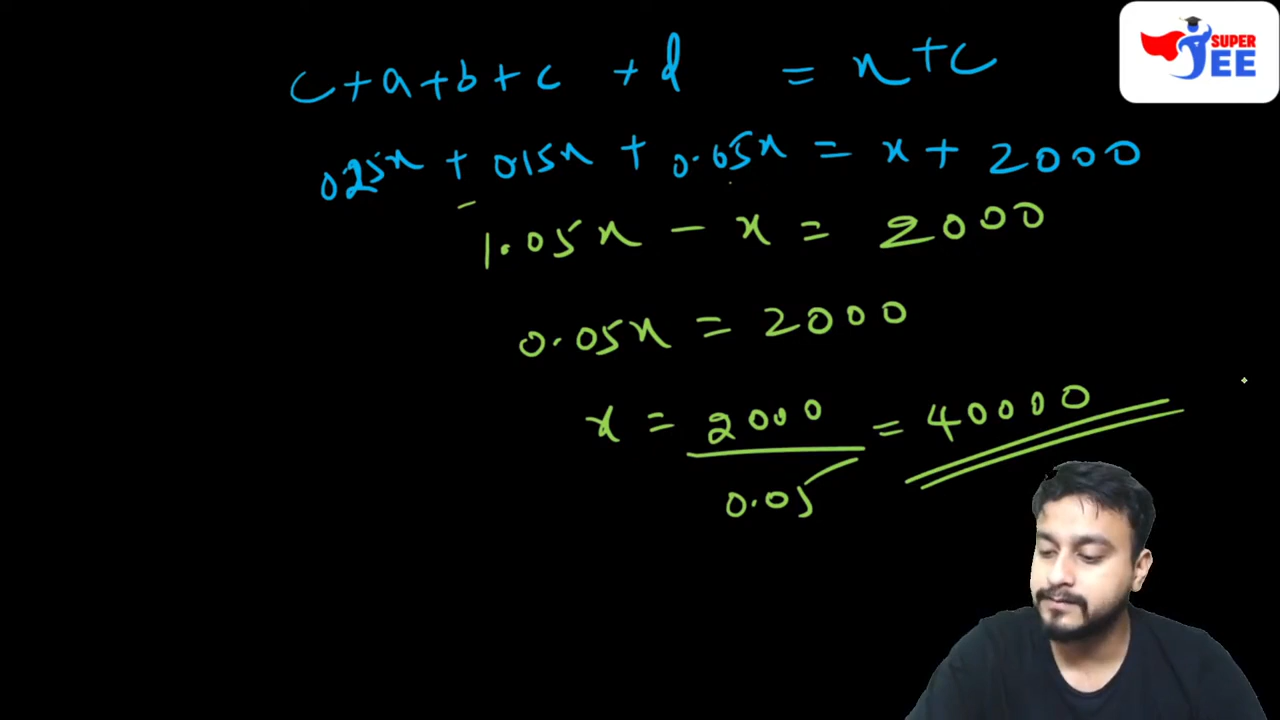 SUPER
JEE
c+a+b+c +d = x+c
0.25x + 0.15x + 0.65x = x + 2000
1.05x - x = 2000
0.05x = 2000
x = 2000 = 40000
0.05